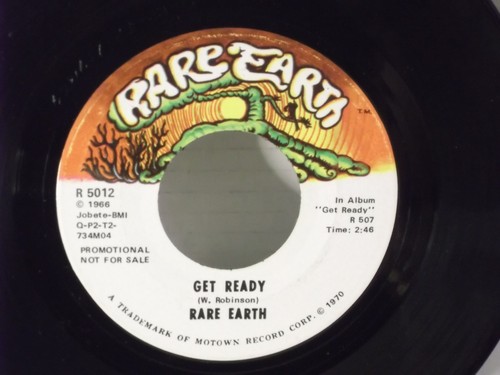 RARE EARTH
T.M.
R 5012
© 1966
Jobete-BMI
Q-P2-T2-
734M04
PROMOTIONAL
NOT FOR SALE
In Album
"Get Ready"
R 507
Time: 2:46
GET READY
(W. Robinson)
RARE EARTH
A TRADEMARK OF MOTOWN RECORD CORP. © 1970